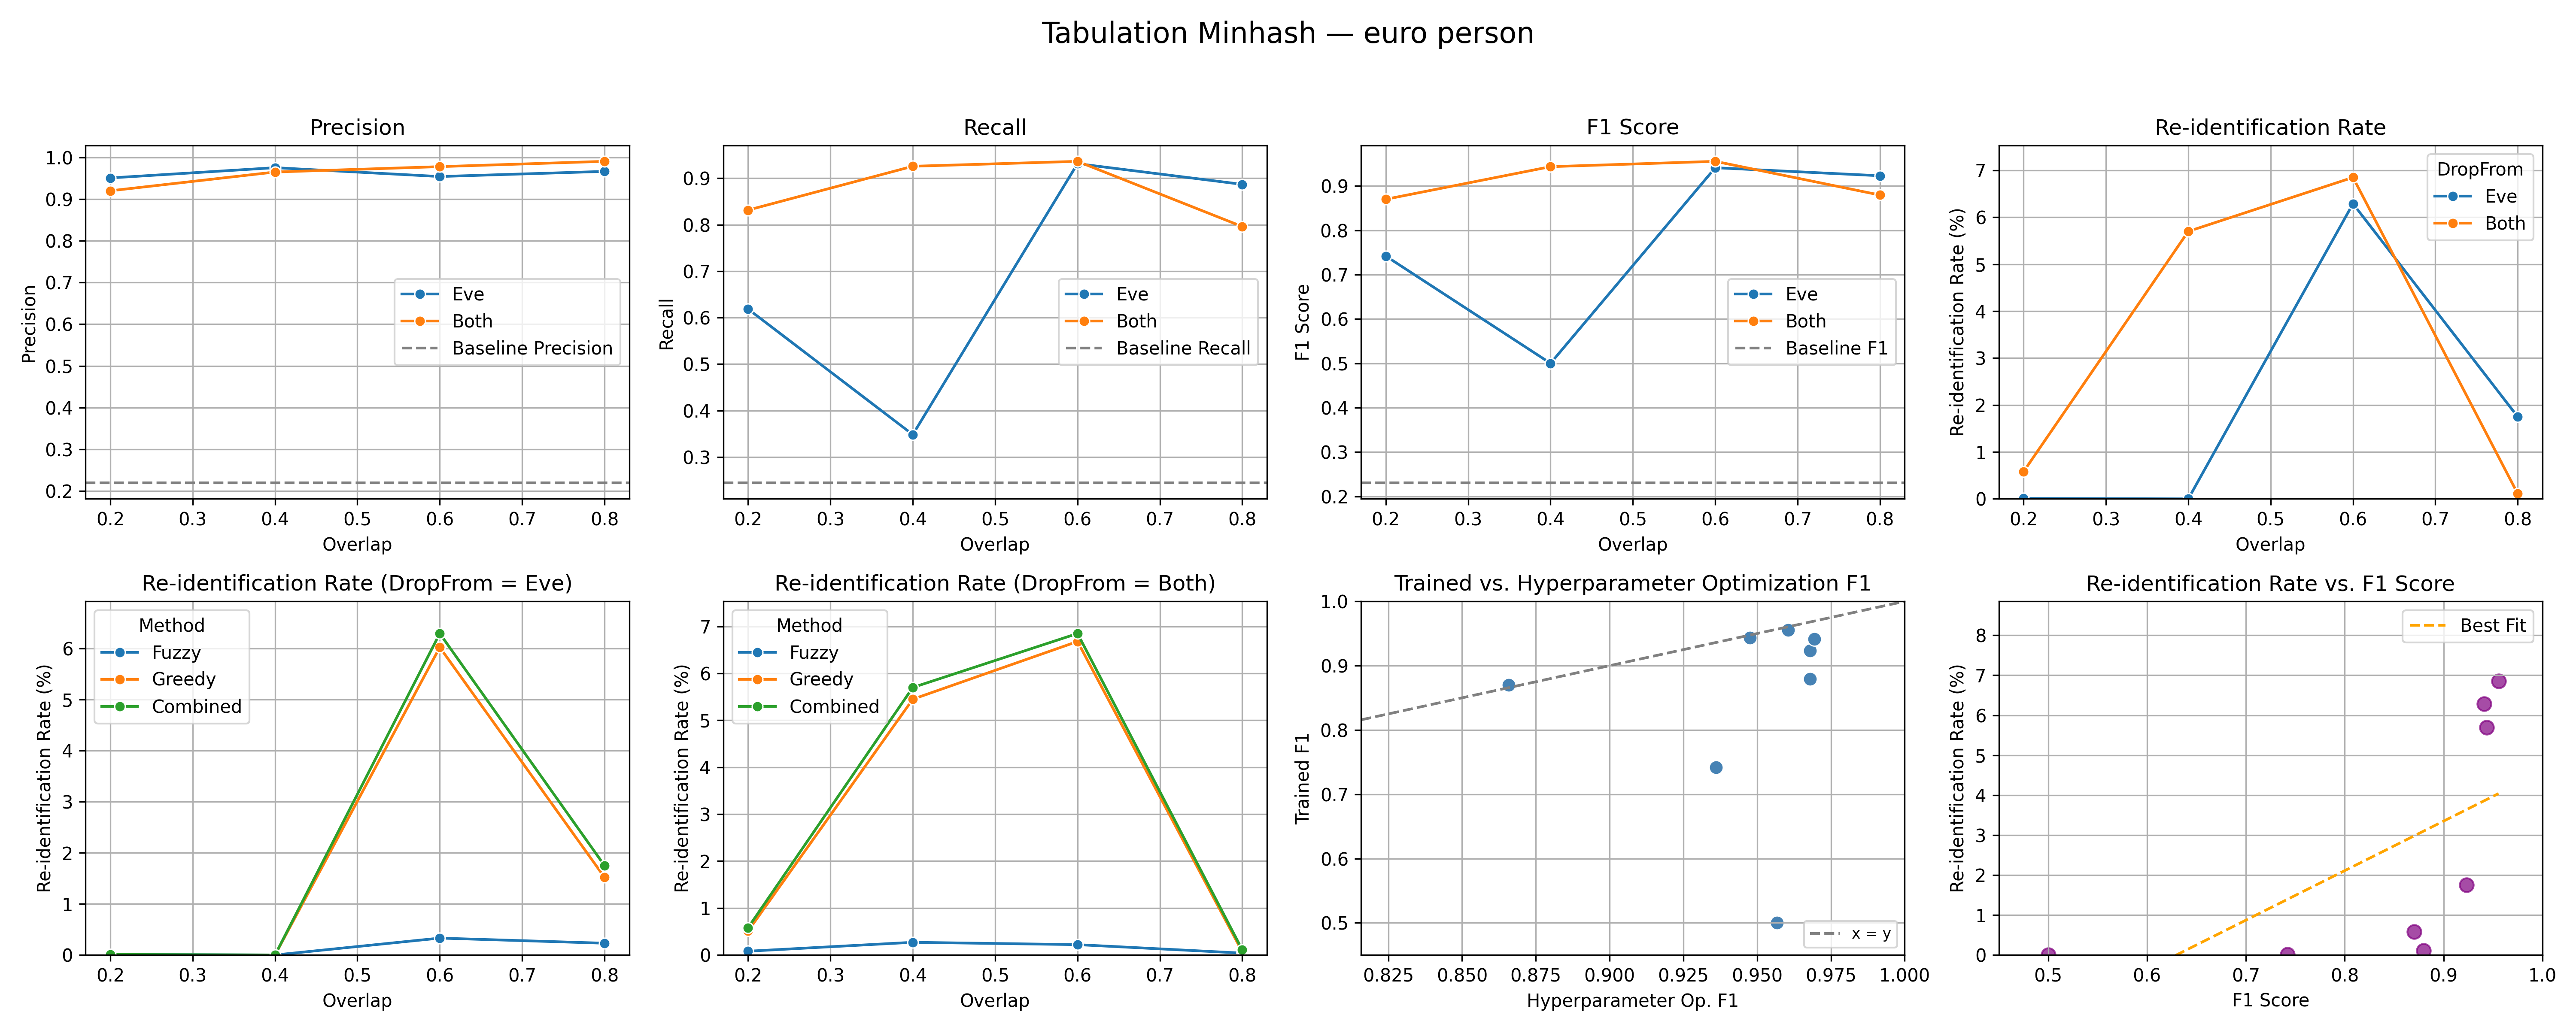 Tabulation Minhash — euro person
Precision
Precision
1.0
0.9
0.8
0.7
0.6
0.5
0.4
0.3
0.2
Eve
Both
Baseline Precision
0.2 0.3 0.4 0.5 0.6 0.7 0.8
Overlap
Recall
Recall
0.9
0.8
0.7
0.6
0.5
0.4
0.3
Eve
Both
Baseline Recall
0.2 0.3 0.4 0.5 0.6 0.7 0.8
Overlap
F1 Score
F1 Score
0.9
0.8
0.7
0.6
0.5
0.4
0.3
0.2
Eve
Both
Baseline F1
0.2 0.3 0.4 0.5 0.6 0.7 0.8
Overlap
Re-identification Rate
Re-identification Rate (%)
7
6
5
4
3
2
1
0
DropFrom
Eve
Both
0.2 0.3 0.4 0.5 0.6 0.7 0.8
Overlap
Re-identification Rate (DropFrom = Eve)
Re-identification Rate (%)
6
5
4
3
2
1
0
Method
Fuzzy
Greedy
Combined
0.2 0.3 0.4 0.5 0.6 0.7 0.8
Overlap
Re-identification Rate (DropFrom = Both)
Re-identification Rate (%)
7
6
5
4
3
2
1
0
Method
Fuzzy
Greedy
Combined
0.2 0.3 0.4 0.5 0.6 0.7 0.8
Overlap
Trained vs. Hyperparameter Optimization F1
Trained F1
1.0
0.9
0.8
0.7
0.6
0.5
x = y
0.825 0.850 0.875 0.900 0.925 0.950 0.975 1.000
Hyperparameter Op. F1
Re-identification Rate vs. F1 Score
Re-identification Rate (%)
8
7
6
5
4
3
2
1
0
Best Fit
0.5 0.6 0.7 0.8 0.9 1.0
F1 Score